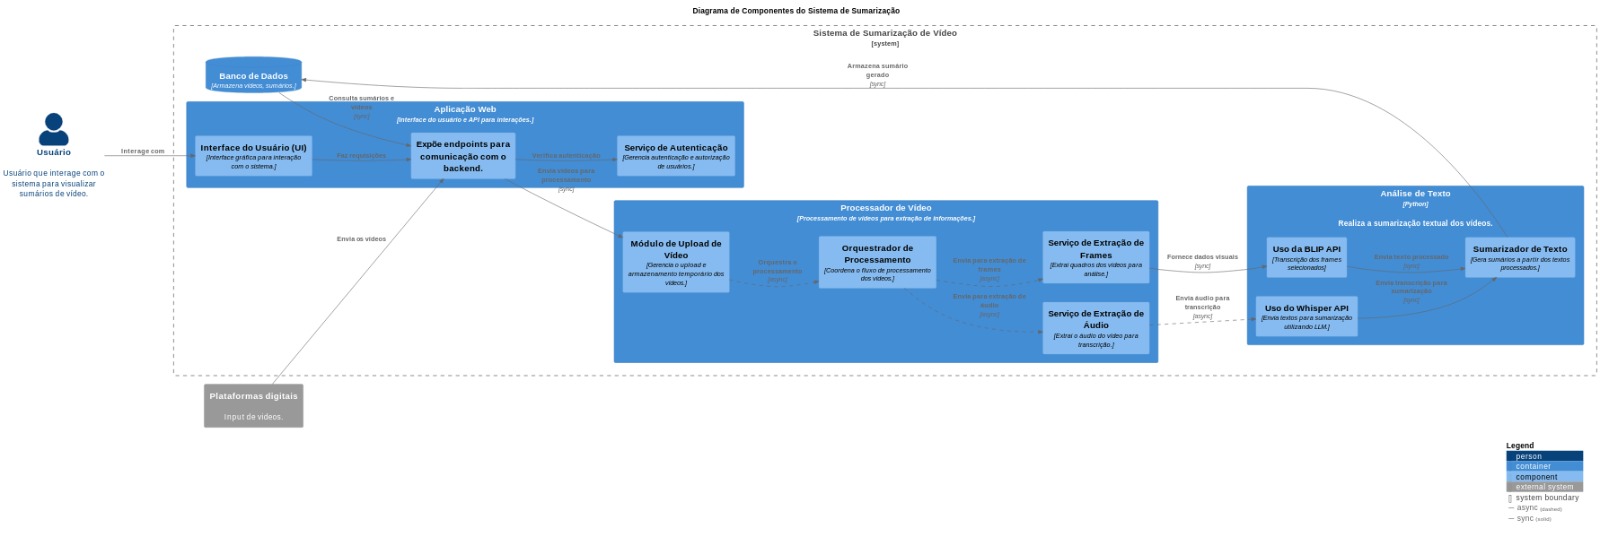 Diagrama de Componentes do Sistema de Sumarização
Sistema de Sumarização de Vídeo
[system]
Armazena sumário
gerado
[sync]
Banco de Dados
[Armazena vídeos, sumários.]
Consulta sumários e
vídeos
[sync]
Aplicação Web
[Interface do usuário e API para interações.]
Usuário
Usuário que interage com o
sistema para visualizar
sumários de vídeo.
Interage com
Interface do Usuário (UI)
[Interface gráfica para interação
com o sistema.]
Faz requisições
Expõe endpoints para
comunicação com o
backend.
Verifica autenticação
Serviço de Autenticação
[Gerencia autenticação e autorização
de usuários.]
Envia vídeos para
processamento
[sync]
Envia os vídeos
Processador de Vídeo
[Processamento de vídeos para extração de informações.]
Módulo de Upload de
Vídeo
[Gerencia o upload e
armazenamento temporário dos
vídeos.]
Orquestra o
processamento
[async]
Orquestrador de
Processamento
[Coordena o fluxo de processamento
dos vídeos.]
Envia para extração de
frames
[async]
Envia para extração de
áudio
[async]
Serviço de Extração de
Frames
[Extrai quadros dos vídeos para
análise.]
Serviço de Extração de
Áudio
[Extrai o áudio do vídeo para
transcrição.]
Fornece dados visuais
[sync]
Envia áudio para
transcrição
[async]
Análise de Texto
[Python]
Realiza a sumarização textual dos vídeos.
Uso da BLIP API
[Transcrição dos frames
selecionados]
Envia texto processado
[sync]
Envia transcrição para
sumarização
[sync]
Sumarizador de Texto
[Gera sumários a partir dos textos
processados.]
Uso do Whisper API
[Envia textos para sumarização
utilizando LLM.]
Plataformas digitais
Input de videos.
Legend
person
container
component
external system
system boundary
async (dashed)
sync (solid)